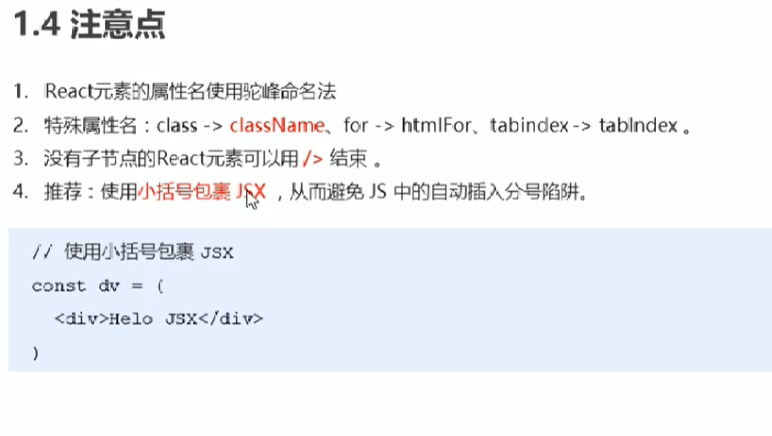 1.4 注意点
1. React元素的属性名使用驼峰命名法
2. 特殊属性名：class -> className、for -> htmlFor、tabindex -> tabIndex 。
3. 没有子节点的React元素可以用 /> 结束 。
4. 推荐：使用小括号包裹 JSX ，从而避免 JS 中的自动插入分号陷阱。
// 使用小括号包裹 JSX
const dv = (
<div>Helo JSX</div>
)